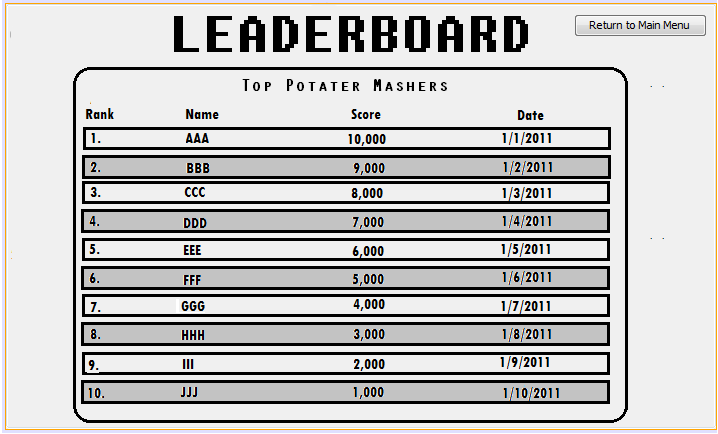 LEADERBOARD
Return to Main Menu
Top Potater Mashers
Rank Name Score Date
1. AAA 10,000 1/1/2011
2. BBB 9,000 1/2/2011
3. CCC 8,000 1/3/2011
4. DDD 7,000 1/4/2011
5. EEE 6,000 1/5/2011
6. FFF 5,000 1/6/2011
7. GGG 4,000 1/7/2011
8. HHH 3,000 1/8/2011
9. III 2,000 1/9/2011
10. JJJ 1,000 1/10/2011